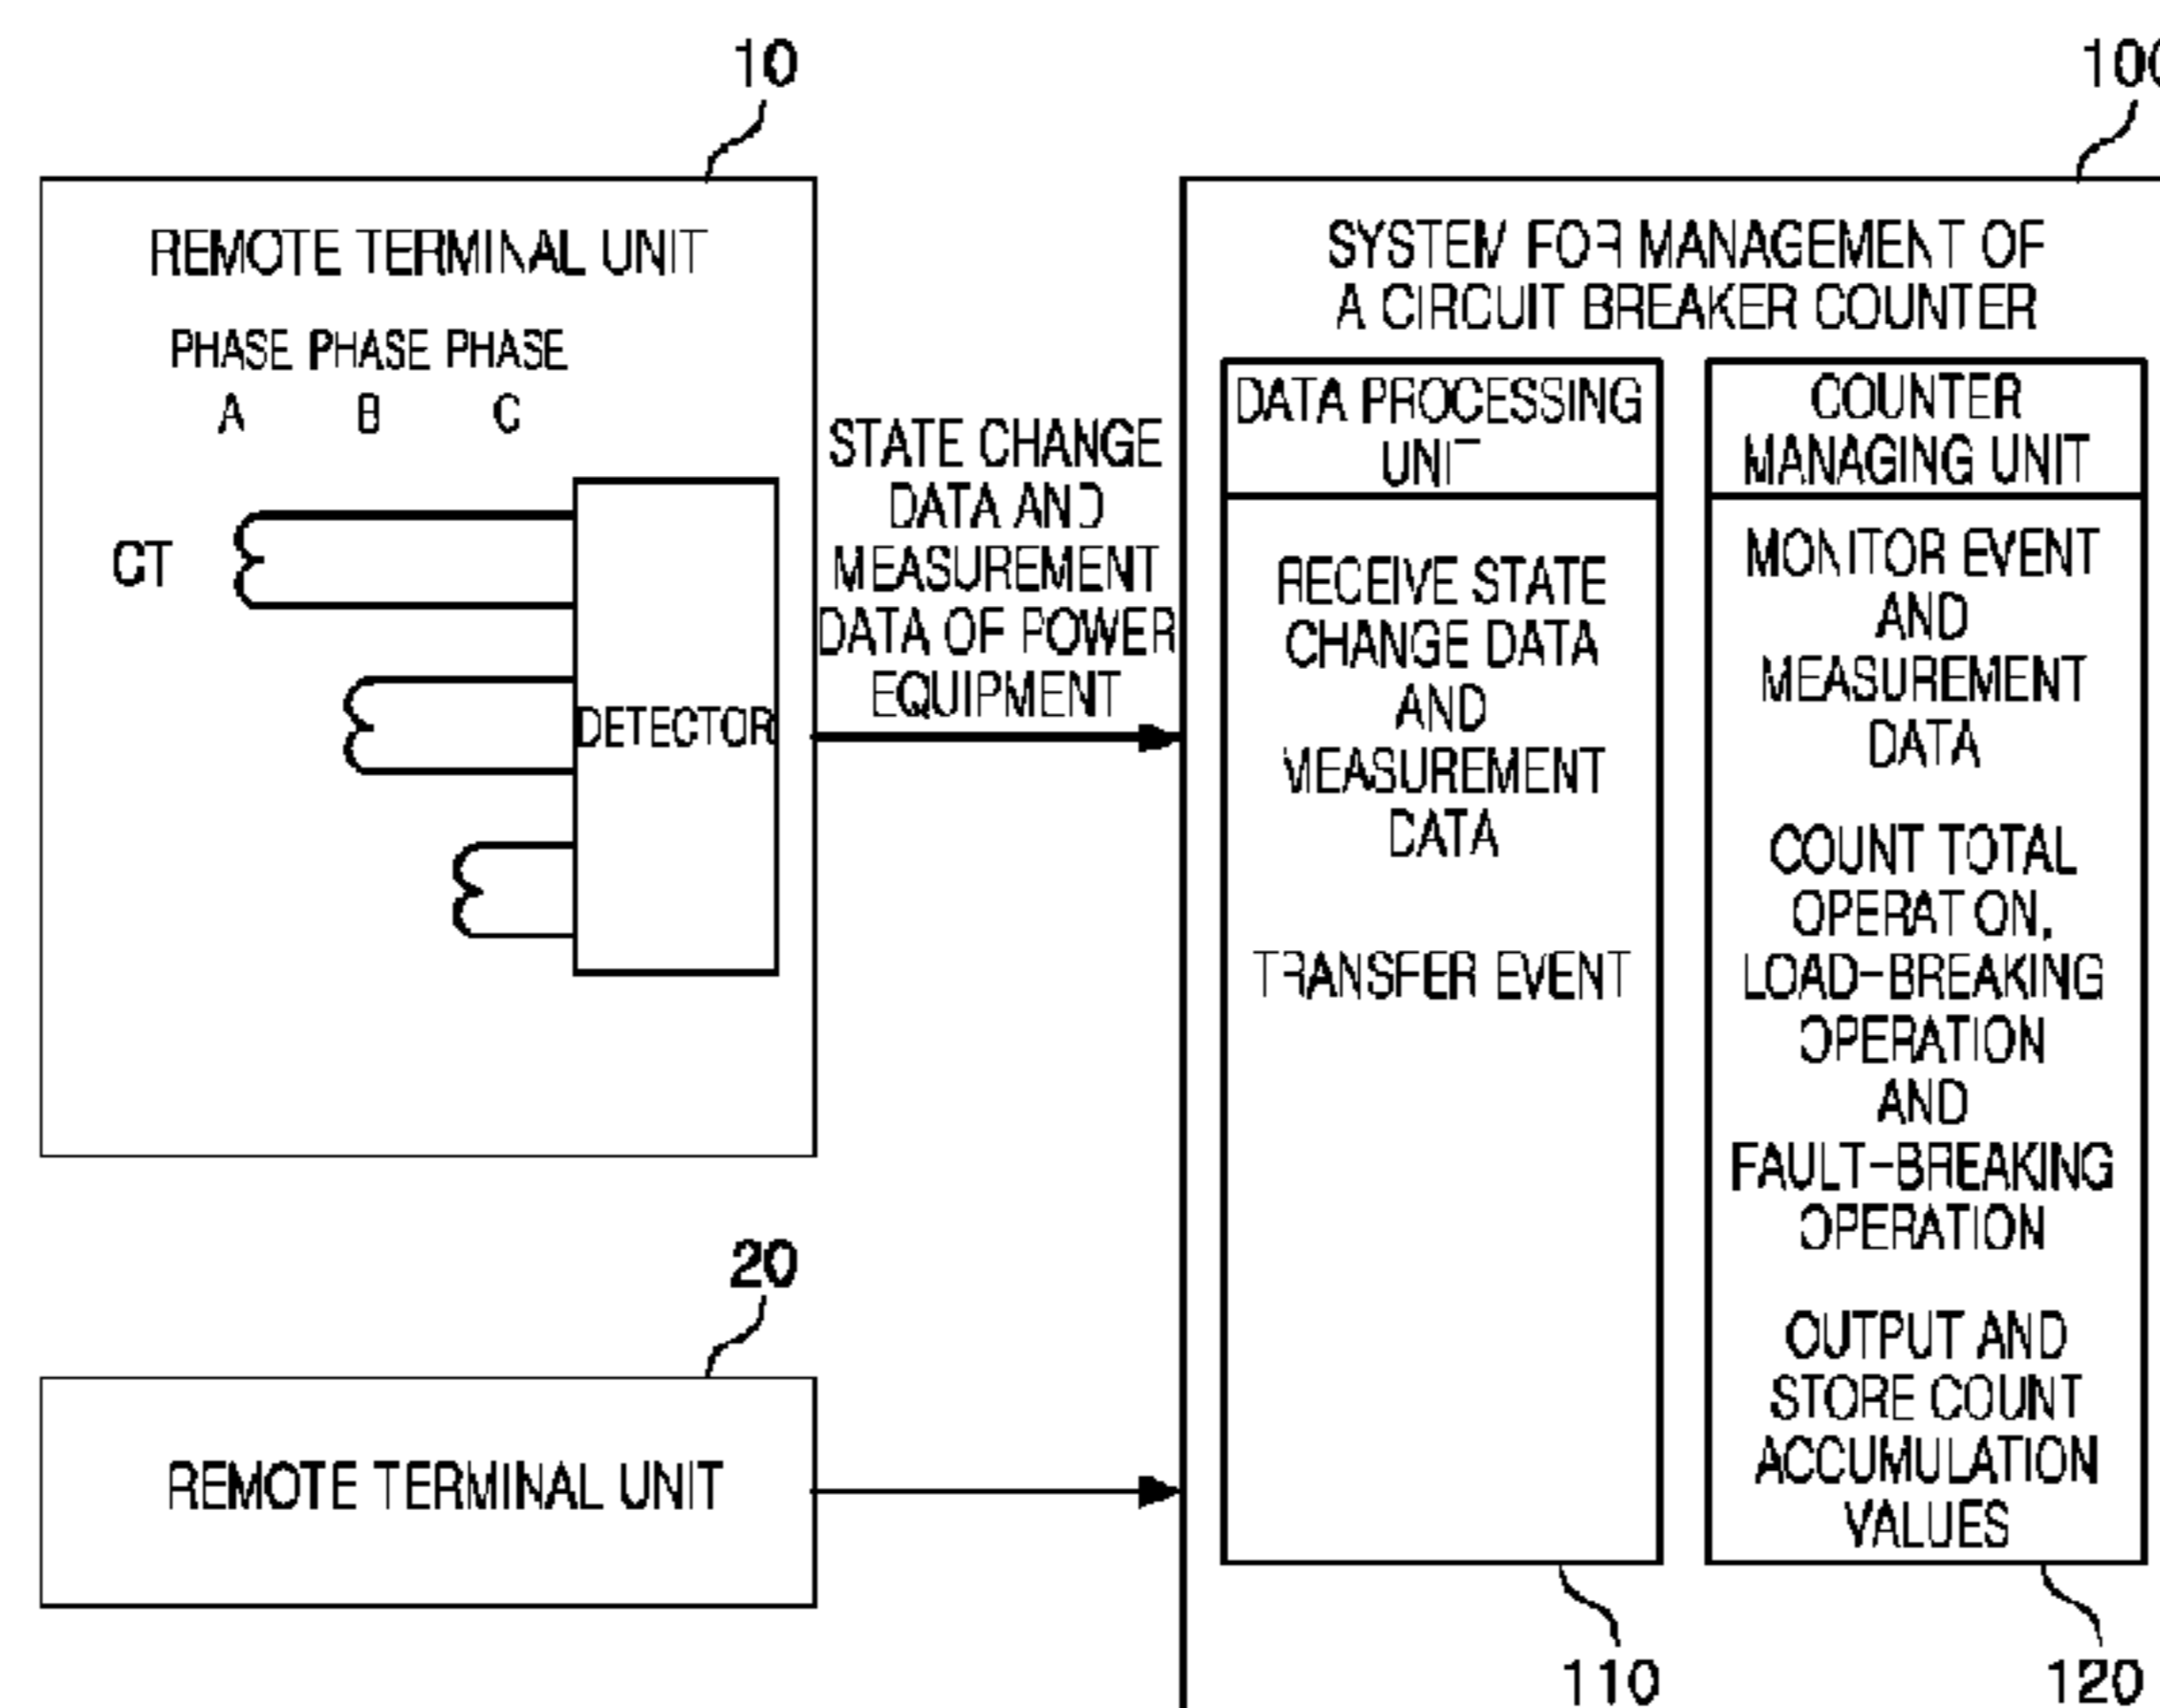 10
100
REMOTE TERMINAL UNIT
PHASE PHASE PHASE
A B C
CT
DETECTOR
STATE CHANGE
DATA AND
MEASUREMENT
DATA OF POWER
EQUIPMENT
SYSTEM FOR MANAGEMENT OF
A CIRCUIT BREAKER COUNTER
DATA PROCESSING
UNIT
RECEIVE STATE
CHANGE DATA
AND
MEASUREMENT
DATA
TRANSFER EVENT
COUNTER
MANAGING UNIT
MONITOR EVENT
AND
MEASUREMENT
DATA
COUNT TOTAL
OPERATION,
LOAD-BREAKING
OPERATION
AND
FAULT-BREAKING
OPERATION
OUTPUT AND
STORE COUNT
ACCUMULATION
VALUES
20
REMOTE TERMINAL UNIT
110
120